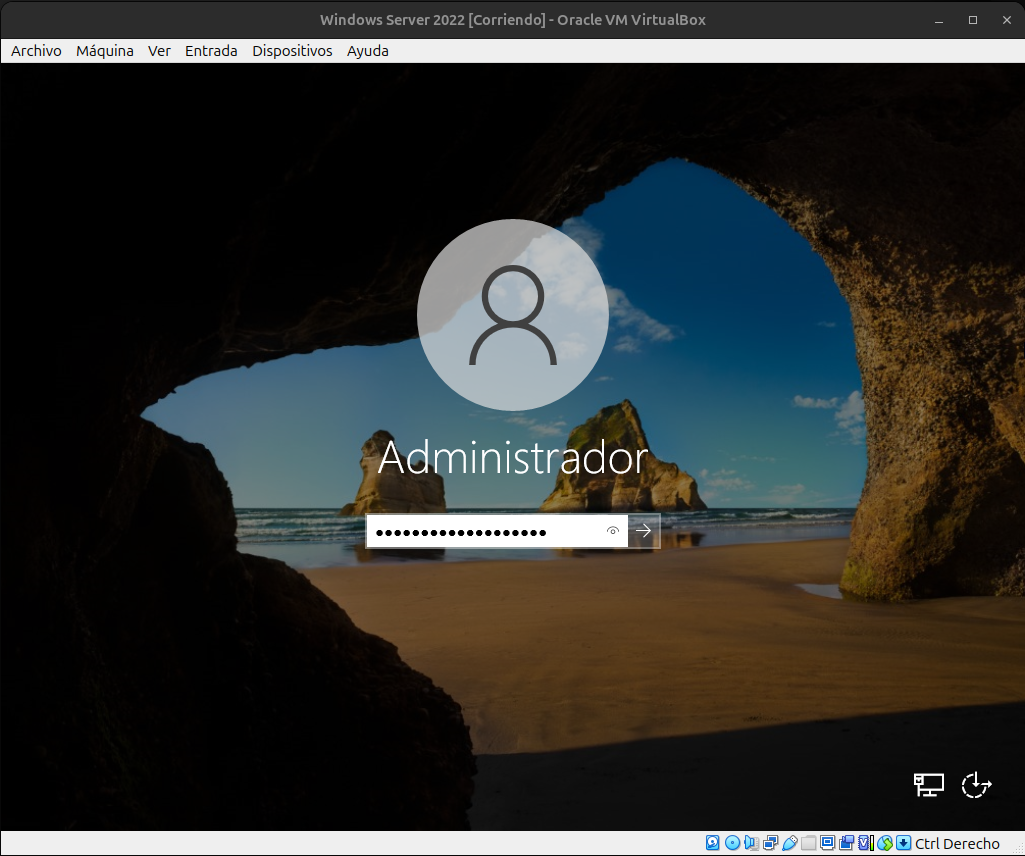 Windows Server 2022 [Corriendo] - Oracle VM VirtualBox
Archivo Máquina Ver Entrada Dispositivos Ayuda
Administrador
●●●●●●●●●●●●●●●●●●●
Ctrl Derecho